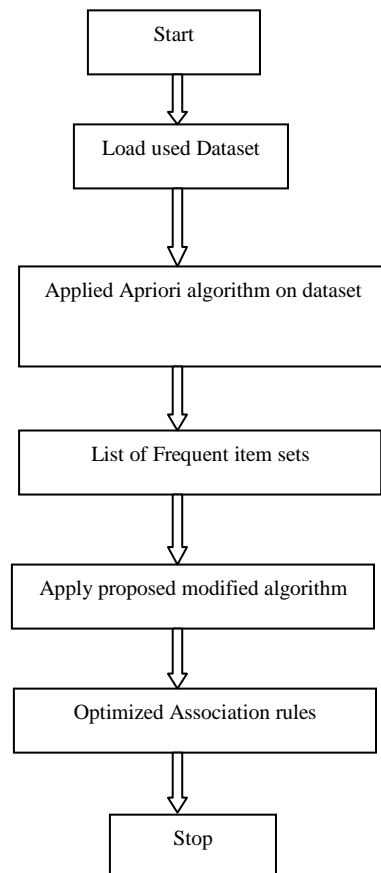 Start
Load used Dataset
Applied Apriori algorithm on dataset
List of Frequent item sets
Apply proposed modified algorithm
Optimized Association rules
Stop